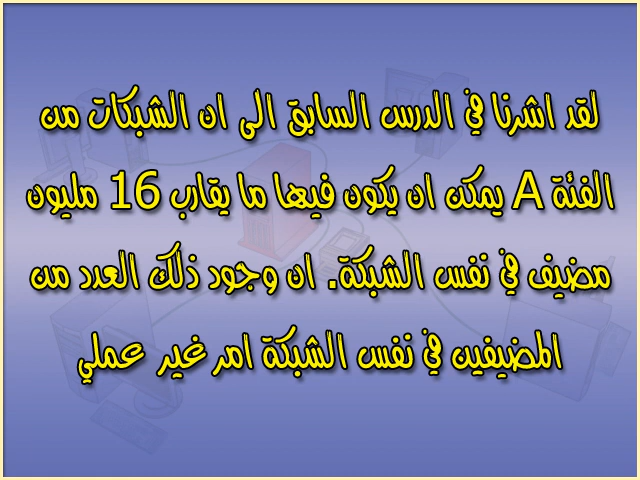 لقد اشرنا في الدرس السابق الى ان الشبكات من
الفئة A يمكن ان يكون فيها ما يقارب 16 مليون
مضيف في نفس الشبكة. ان وجود ذلك العدد من
المضيفين في نفس الشبكة امر غير عملي